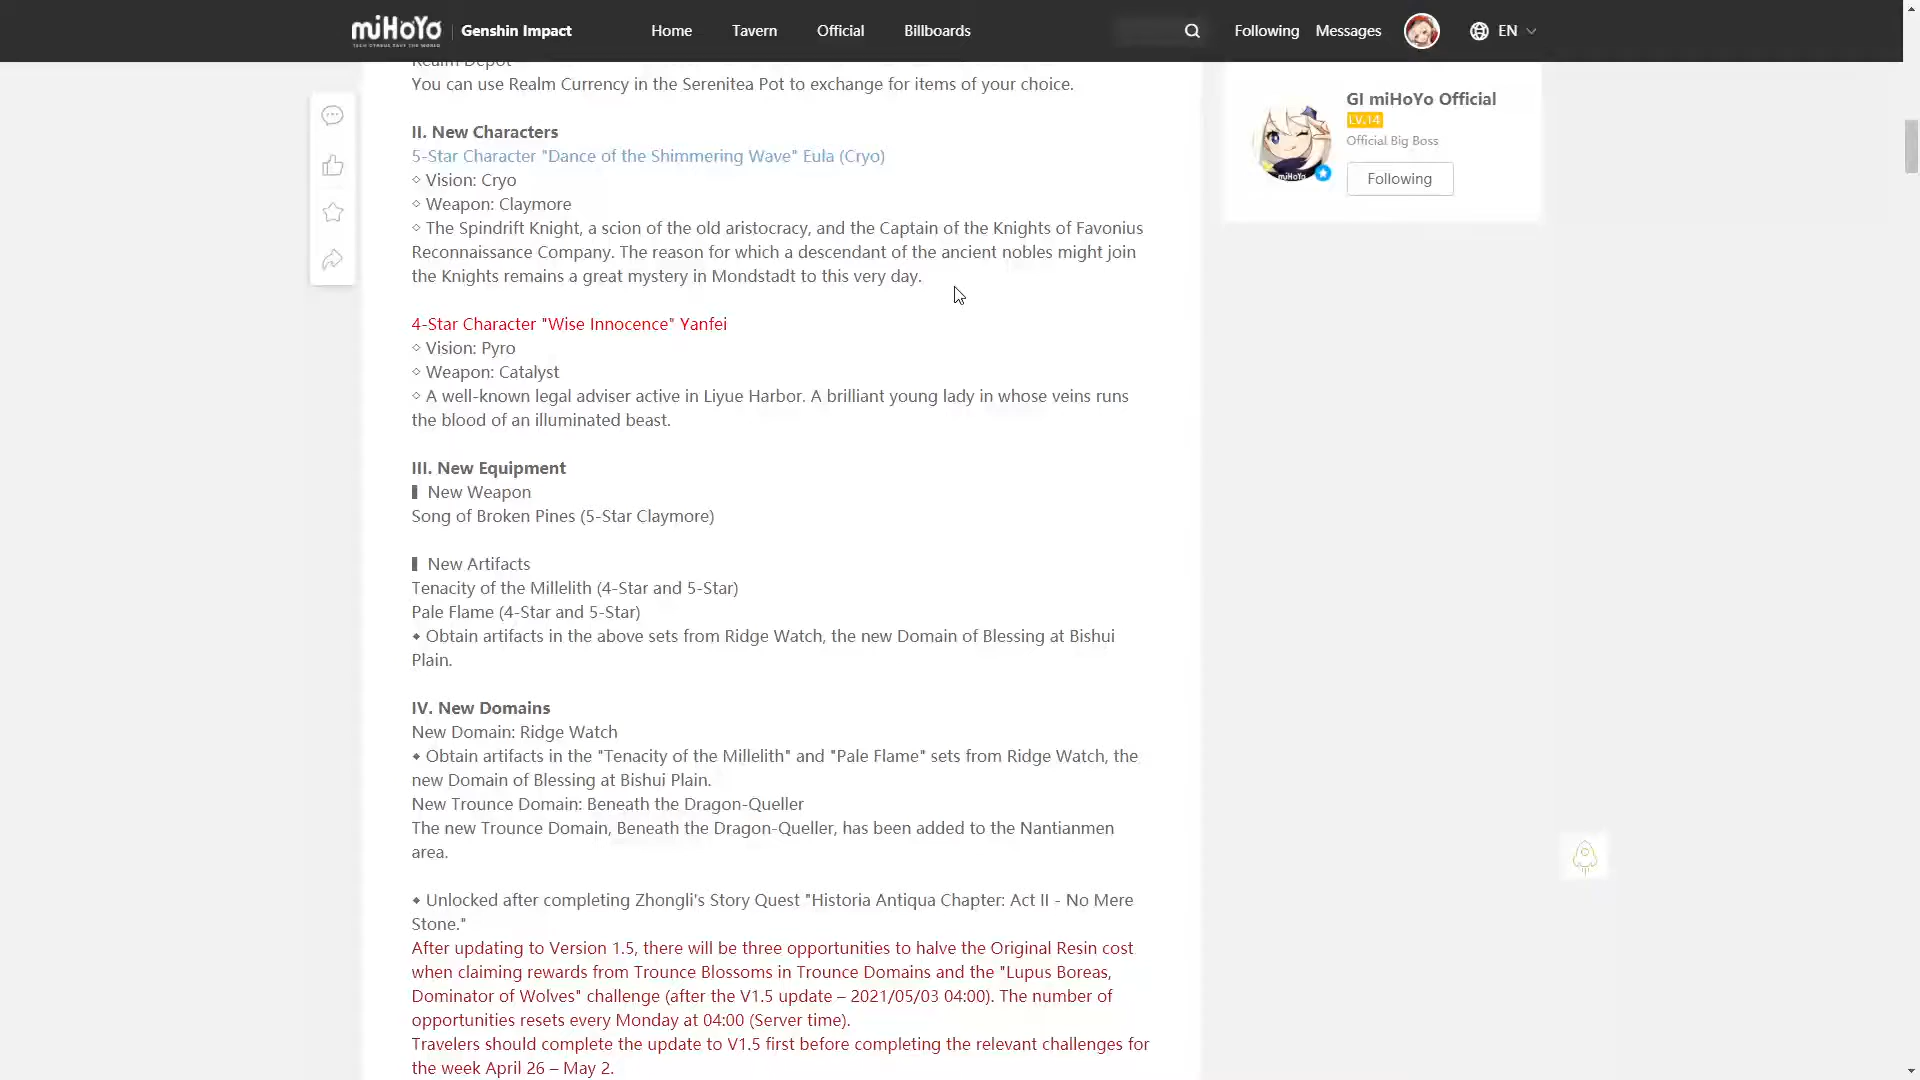 miHoYo
TECH OTAKUS SAVE THE WORLD
Genshin Impact
Home
Tavern
Official
Billboards
Following
Messages
EN
Realm Depot
You can use Realm Currency in the Serenitea Pot to exchange for items of your choice.
II. New Characters
5-Star Character "Dance of the Shimmering Wave" Eula (Cryo)
◇ Vision: Cryo
◇ Weapon: Claymore
◇ The Spindrift Knight, a scion of the old aristocracy, and the Captain of the Knights of Favonius
Reconnaissance Company. The reason for which a descendant of the ancient nobles might join
the Knights remains a great mystery in Mondstadt to this very day.
4-Star Character "Wise Innocence" Yanfei
◇ Vision: Pyro
◇ Weapon: Catalyst
◇ A well-known legal adviser active in Liyue Harbor. A brilliant young lady in whose veins runs
the blood of an illuminated beast.
III. New Equipment
▌ New Weapon
Song of Broken Pines (5-Star Claymore)
▌ New Artifacts
Tenacity of the Millelith (4-Star and 5-Star)
Pale Flame (4-Star and 5-Star)
◆ Obtain artifacts in the above sets from Ridge Watch, the new Domain of Blessing at Bishui
Plain.
IV. New Domains
New Domain: Ridge Watch
◆ Obtain artifacts in the "Tenacity of the Millelith" and "Pale Flame" sets from Ridge Watch, the
new Domain of Blessing at Bishui Plain.
New Trounce Domain: Beneath the Dragon-Queller
The new Trounce Domain, Beneath the Dragon-Queller, has been added to the Nantianmen
area.
◆ Unlocked after completing Zhongli's Story Quest "Historia Antiqua Chapter: Act II - No Mere
Stone."
After updating to Version 1.5, there will be three opportunities to halve the Original Resin cost
when claiming rewards from Trounce Blossoms in Trounce Domains and the "Lupus Boreas,
Dominator of Wolves" challenge (after the V1.5 update – 2021/05/03 04:00). The number of
opportunities resets every Monday at 04:00 (Server time).
Travelers should complete the update to V1.5 first before completing the relevant challenges for
the week April 26 – May 2.
GI miHoYo Official
LV.14
Official Big Boss
miHoYo
Following